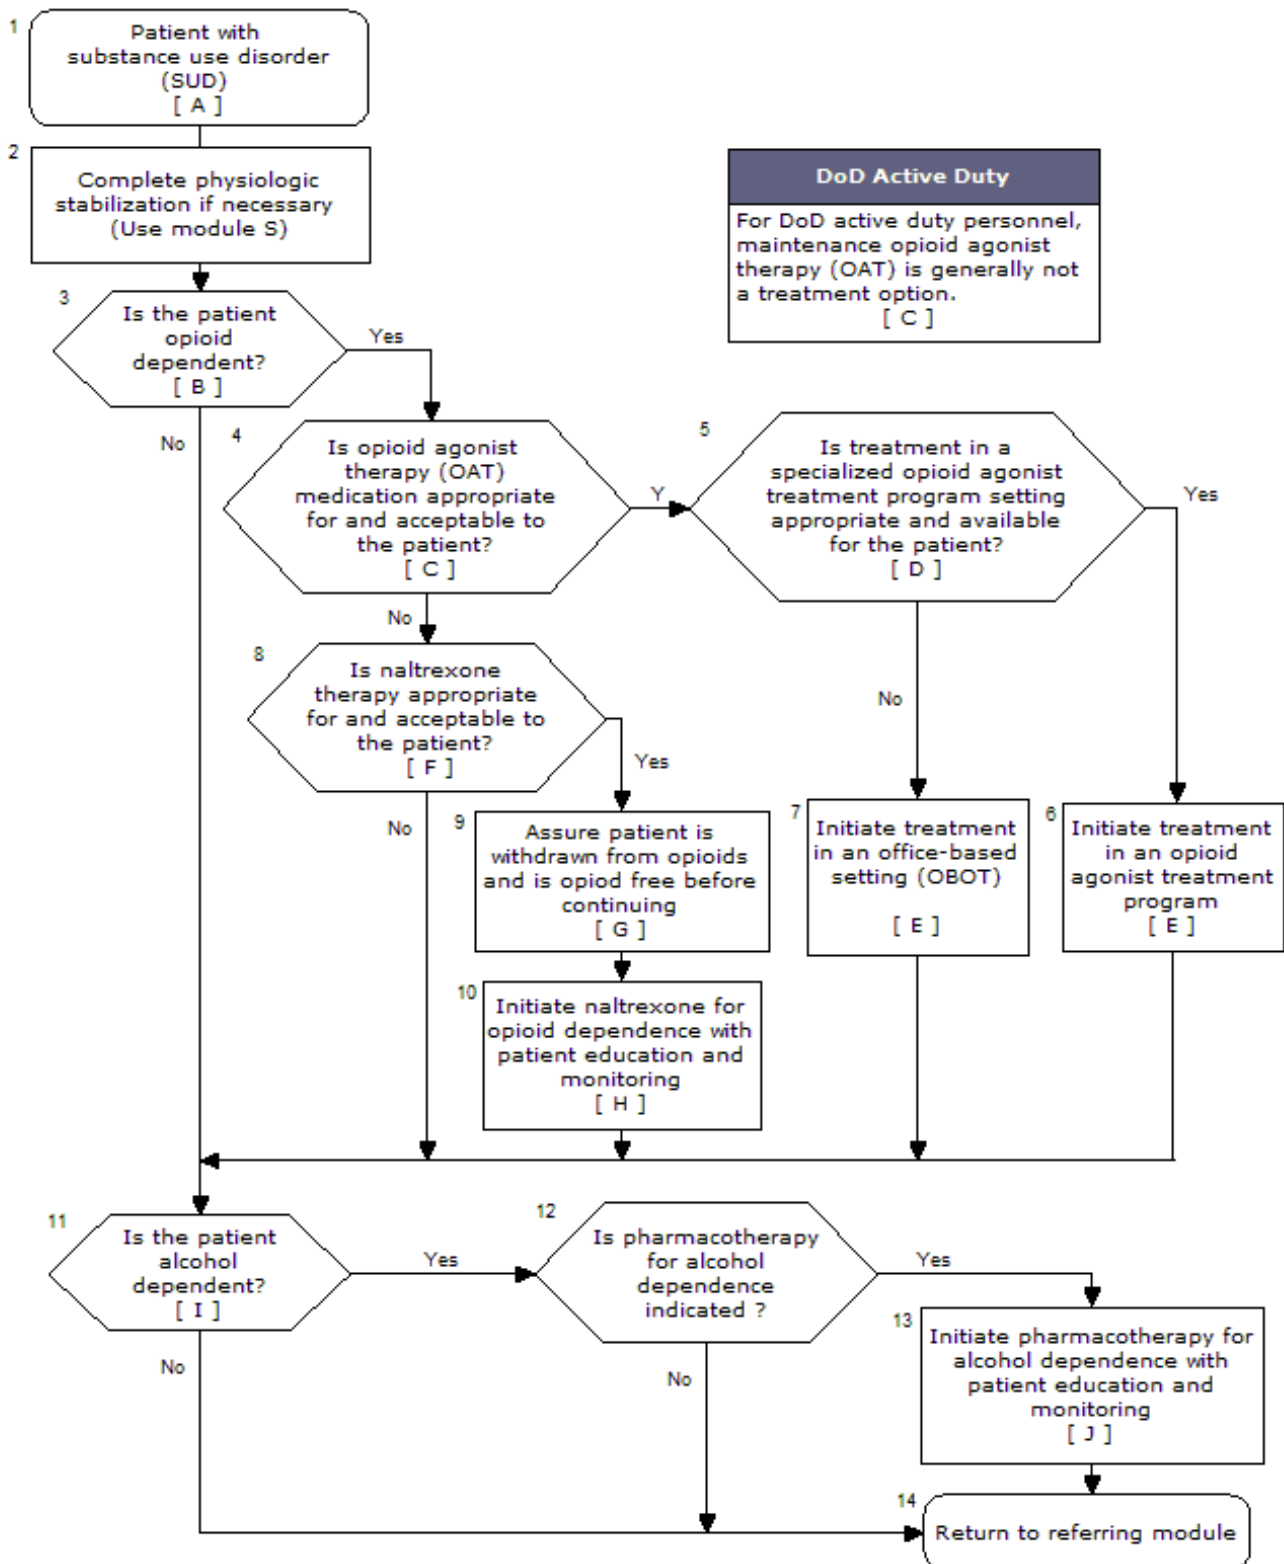 1
Patient with
substance use disorder
(SUD)
[ A ]
2
Complete physiologic
stabilization if necessary
(Use module S)
DoD Active Duty
For DoD active duty personnel,
maintenance opioid agonist
therapy (OAT) is generally not
a treatment option.
[ C ]
3
Is the patient
opioid
dependent?
[ B ]
Yes
No
4
Is opioid agonist
therapy (OAT)
medication appropriate
for and acceptable to
the patient?
[ C ]
Y
No
5
Is treatment in a
specialized opioid agonist
treatment program setting
appropriate and available
for the patient?
[ D ]
Yes
No
8
Is naltrexone
therapy appropriate
for and acceptable to
the patient?
[ F ]
Yes
No
9
Assure patient is
withdrawn from opioids
and is opiod free before
continuing
[ G ]
7
Initiate treatment
in an office-based
setting (OBOT)
[ E ]
6
Initiate treatment
in an opioid
agonist treatment
program
[ E ]
10
Initiate naltrexone for
opioid dependence with
patient education and
monitoring
[ H ]
11
Is the patient
alcohol
dependent?
[ I ]
Yes
No
12
Is pharmacotherapy
for alcohol
dependence
indicated ?
Yes
No
13
Initiate pharmacotherapy for
alcohol dependence with
patient education and
monitoring
[ J ]
14
Return to referring module